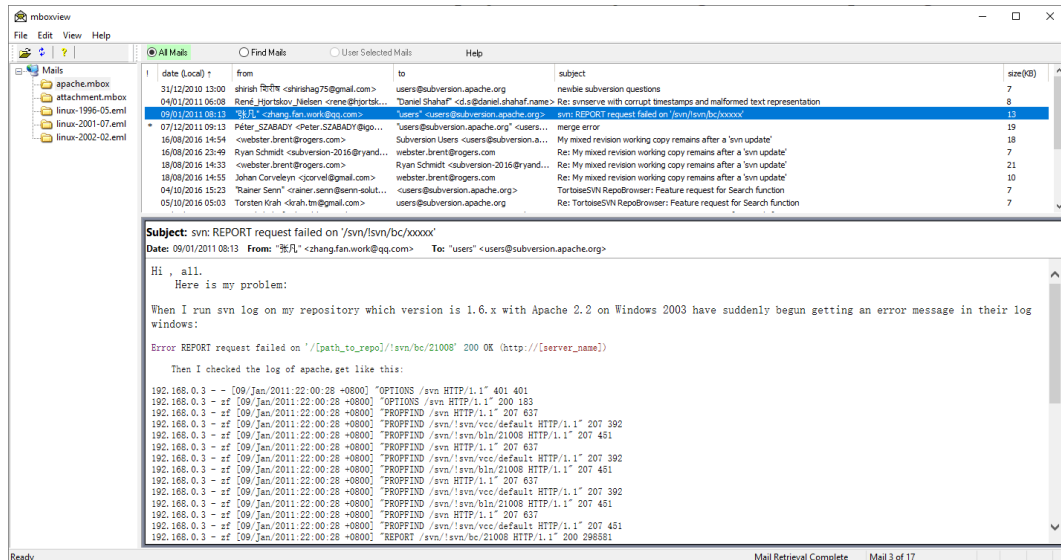 mboxview
File Edit View Help
All Mails Find Mails User Selected Mails Help
Mails
apache.mbox
attachment.mbox
linux-1996-05.eml
linux-2001-07.eml
linux-2002-02.eml
! date (Local) ↑ from to subject size(KB)
31/12/2010 13:00 shirish शिरीष <shirishag75@gmail.com> users@subversion.apache.org newbie subversion questions 7
04/01/2011 06:08 René_Hjortskov_Nielsen <rene@hjortsk... "Daniel Shahaf" <d.s@daniel.shahaf.name> Re: svnserve with corrupt timestamps and malformed text representation 8
09/01/2011 08:13 "张凡" <zhang.fan.work@qq.com> "users" <users@subversion.apache.org> svn: REPORT request failed on '/svn/!svn/bc/xxxxx' 13
* 07/12/2011 09:13 Péter_SZABADY <Peter.SZABADY@igo... "users@subversion.apache.org" <users... merge error 19
16/08/2016 14:54 <webster.brent@rogers.com> Subversion Users <users@subversion.a... My mixed revision working copy remains after a 'svn update' 18
16/08/2016 23:49 Ryan Schmidt <subversion-2016@ryand... webster.brent@rogers.com Re: My mixed revision working copy remains after a 'svn update' 7
18/08/2016 14:33 <webster.brent@rogers.com> Ryan Schmidt <subversion-2016@ryand... Re: My mixed revision working copy remains after a 'svn update' 21
18/08/2016 14:55 Johan Corveleyn <jcorvel@gmail.com> webster.brent@rogers.com Re: My mixed revision working copy remains after a 'svn update' 10
04/10/2016 15:23 "Rainer Senn" <rainer.senn@senn-solut... <users@subversion.apache.org> TortoiseSVN RepoBrowser: Feature request for Search function 7
05/10/2016 05:03 Torsten Krah <krah.tm@gmail.com> users@subversion.apache.org Re: TortoiseSVN RepoBrowser: Feature request for Search function 7
Subject: svn: REPORT request failed on '/svn/!svn/bc/xxxxx'
Date: 09/01/2011 08:13 From: "张凡" <zhang.fan.work@qq.com> To: "users" <users@subversion.apache.org>
Hi , all.
Here is my problem:
When I run svn log on my repository which version is 1.6.x with Apache 2.2 on Windows 2003 have suddenly begun getting an error message in their log
windows:
Error REPORT request failed on '/[path_to_repo]/!svn/bc/21008' 200 OK (http://[server_name])
Then I checked the log of apache,get like this:
192.168.0.3 - - [09/Jan/2011:22:00:28 +0800] "OPTIONS /svn HTTP/1.1" 401 401
192.168.0.3 - zf [09/Jan/2011:22:00:28 +0800] "OPTIONS /svn HTTP/1.1" 200 183
192.168.0.3 - zf [09/Jan/2011:22:00:28 +0800] "PROPFIND /svn HTTP/1.1" 207 637
192.168.0.3 - zf [09/Jan/2011:22:00:28 +0800] "PROPFIND /svn/!svn/vcc/default HTTP/1.1" 207 392
192.168.0.3 - zf [09/Jan/2011:22:00:28 +0800] "PROPFIND /svn/!svn/bln/21008 HTTP/1.1" 207 451
192.168.0.3 - zf [09/Jan/2011:22:00:28 +0800] "PROPFIND /svn HTTP/1.1" 207 637
192.168.0.3 - zf [09/Jan/2011:22:00:28 +0800] "PROPFIND /svn/!svn/vcc/default HTTP/1.1" 207 392
192.168.0.3 - zf [09/Jan/2011:22:00:28 +0800] "PROPFIND /svn/!svn/bln/21008 HTTP/1.1" 207 451
192.168.0.3 - zf [09/Jan/2011:22:00:28 +0800] "PROPFIND /svn HTTP/1.1" 207 637
192.168.0.3 - zf [09/Jan/2011:22:00:28 +0800] "PROPFIND /svn/!svn/vcc/default HTTP/1.1" 207 392
192.168.0.3 - zf [09/Jan/2011:22:00:28 +0800] "PROPFIND /svn/!svn/bln/21008 HTTP/1.1" 207 451
192.168.0.3 - zf [09/Jan/2011:22:00:28 +0800] "PROPFIND /svn HTTP/1.1" 207 637
192.168.0.3 - zf [09/Jan/2011:22:00:28 +0800] "PROPFIND /svn/!svn/vcc/default HTTP/1.1" 207 451
192.168.0.3 - zf [09/Jan/2011:22:00:28 +0800] "REPORT /svn/!svn/bc/21008 HTTP/1.1" 200 298581
Ready Mail Retrieval Complete Mail 3 of 17